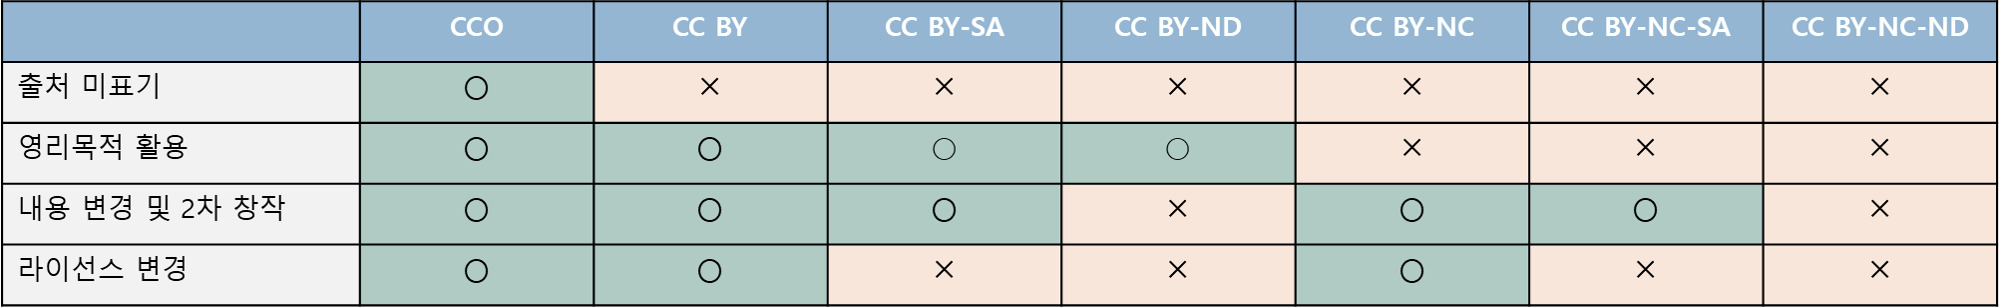 CCO CC BY CC BY-SA CC BY-ND CC BY-NC CC BY-NC-SA CC BY-NC-ND
출처 미표기 ○ × × × × × ×
영리목적 활용 ○ ○ ○ ○ × × ×
내용 변경 및 2차 창작 ○ ○ ○ × ○ ○ ×
라이선스 변경 ○ ○ × × ○ × ×